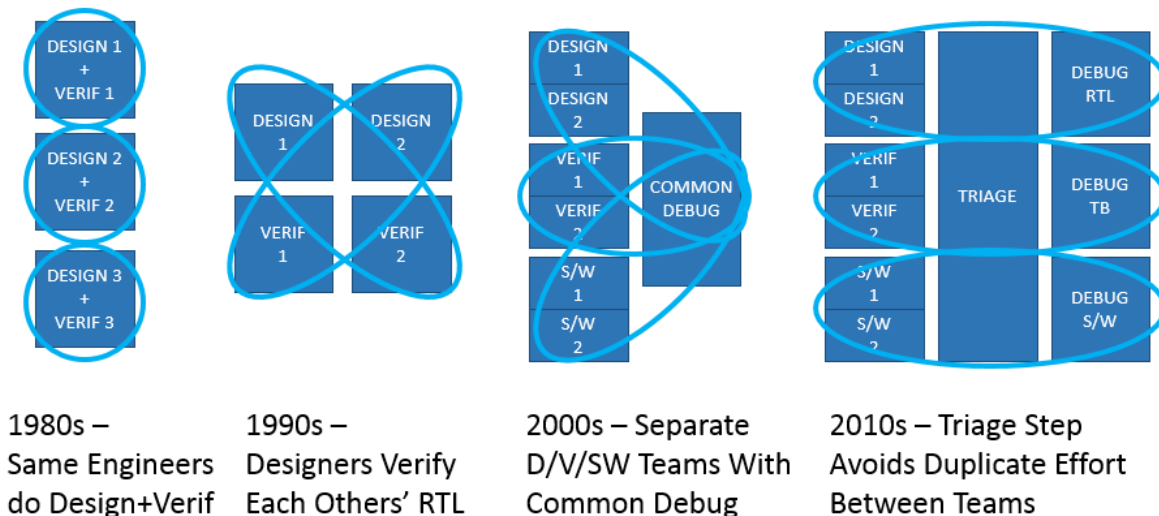 DESIGN 1
+
VERIF 1
DESIGN 2
+
VERIF 2
DESIGN 3
+
VERIF 3
DESIGN
1
DESIGN
2
VERIF
1
VERIF
2
DESIGN
1
DESIGN
2
VERIF
1
VERIF
2
S/W
1
S/W
2
COMMON
DEBUG
DESIGN
1
DESIGN
2
VERIF
1
VERIF
2
S/W
1
S/W
2
TRIAGE
DEBUG
RTL
DEBUG
TB
DEBUG
S/W
1980s –
Same Engineers
do Design+Verif
1990s –
Designers Verify
Each Others’ RTL
2000s – Separate
D/V/SW Teams With
Common Debug
2010s – Triage Step
Avoids Duplicate Effort
Between Teams